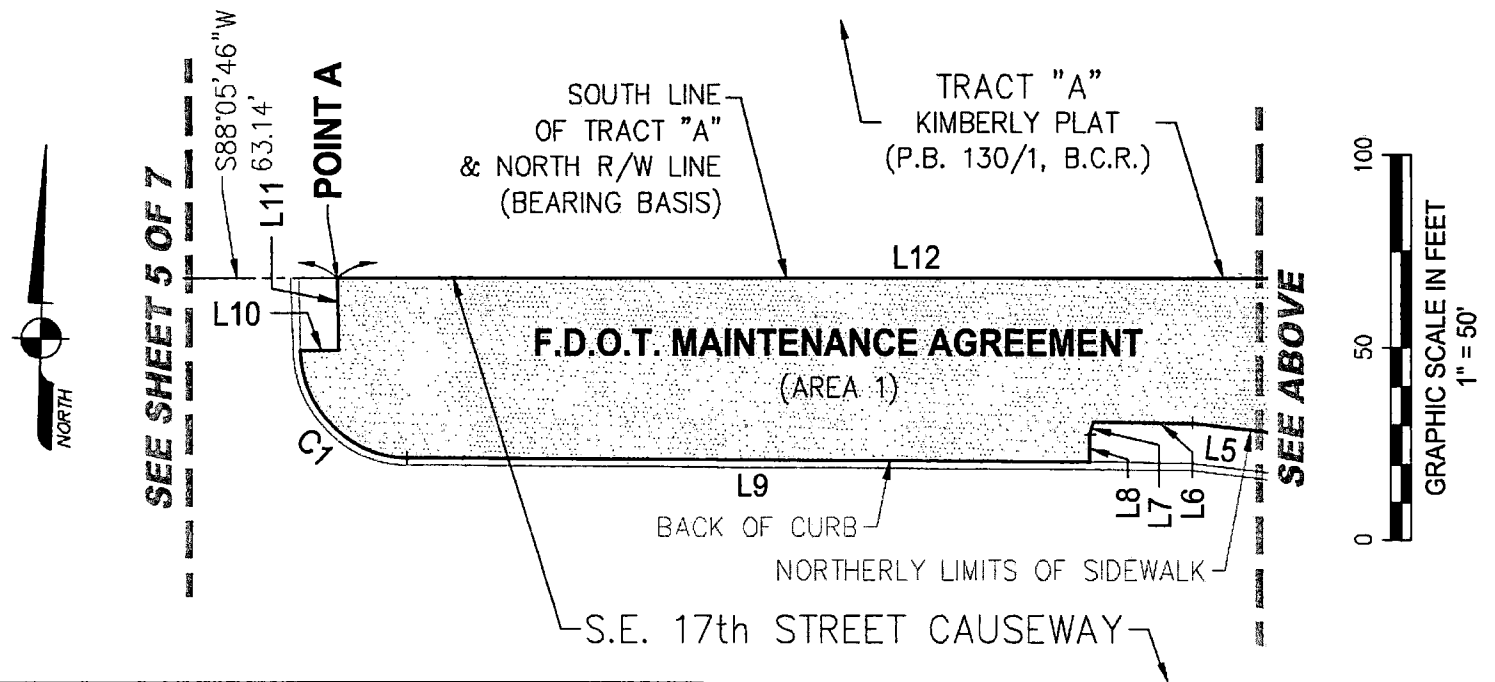 S88°05'46"W
63.14'
L11
POINT A
SEE SHEET 5 OF 7
SOUTH LINE
OF TRACT "A"
& NORTH R/W LINE
(BEARING BASIS)
TRACT "A"
KIMBERLY PLAT
(P.B. 130/1, B.C.R.)
NORTH
L10
L12
F.D.O.T. MAINTENANCE AGREEMENT
(AREA 1)
C1
L9
L8
L7
L6
L5
BACK OF CURB
NORTHERLY LIMITS OF SIDEWALK
S.E. 17th STREET CAUSEWAY
SEE ABOVE
0
50
100
GRAPHIC SCALE IN FEET
1" = 50'